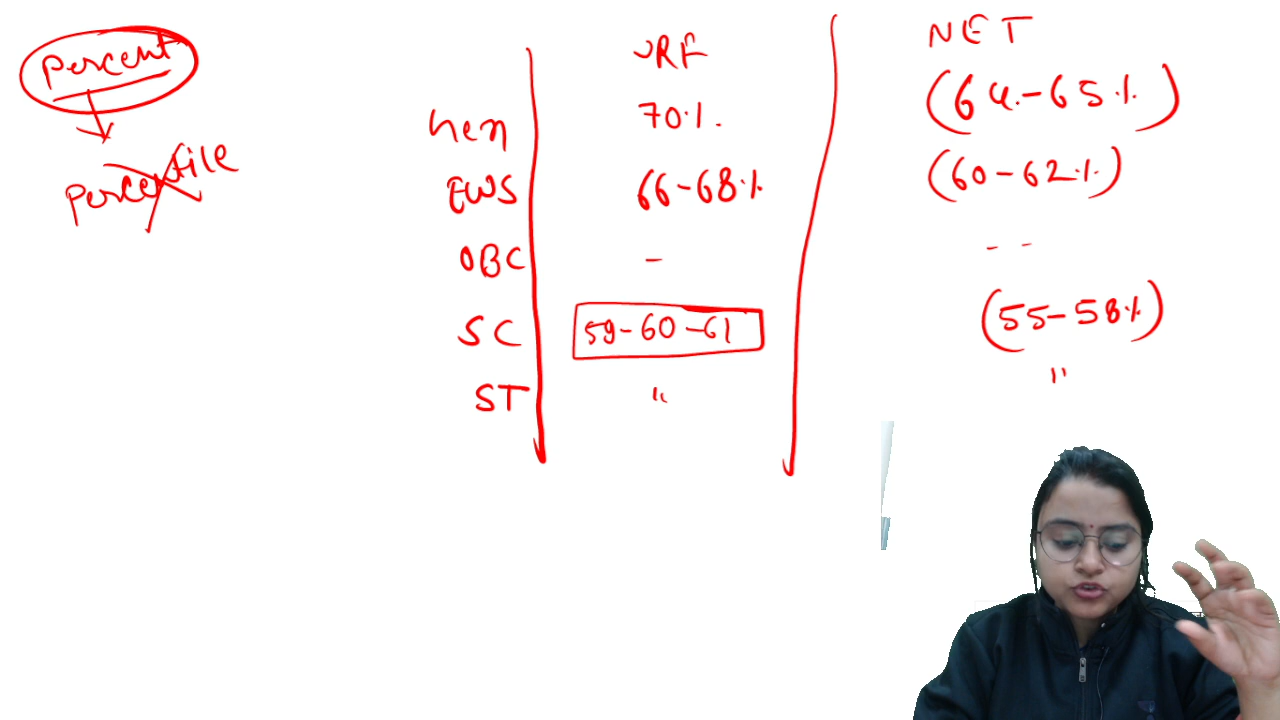 Percent
Percentile
JRF NET
Gen 70% (64-65%)
EWS 66-68% (60-62%)
OBC - --
SC 59-60-61 (55-58%)
ST " "